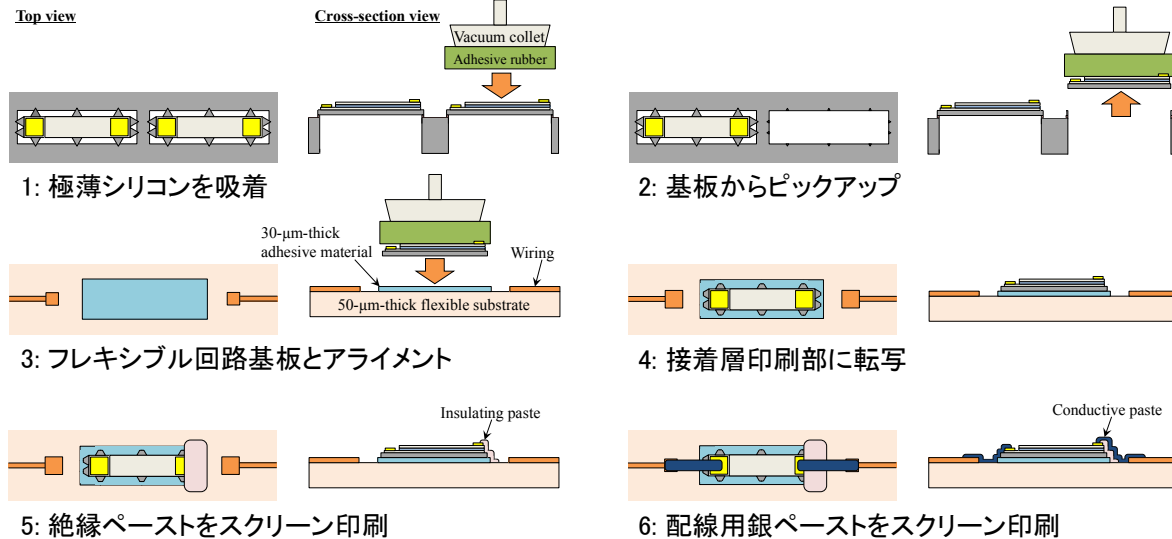 Top view
Cross-section view
Vacuum collet
Adhesive rubber
1: 極薄シリコンを吸着
2: 基板からピックアップ
30-μm-thick
adhesive material
Wiring
50-μm-thick flexible substrate
3: フレキシブル回路基板とアライメント
4: 接着層印刷部に転写
Insulating paste
5: 絶縁ペーストをスクリーン印刷
Conductive paste
6: 配線用銀ペーストをスクリーン印刷